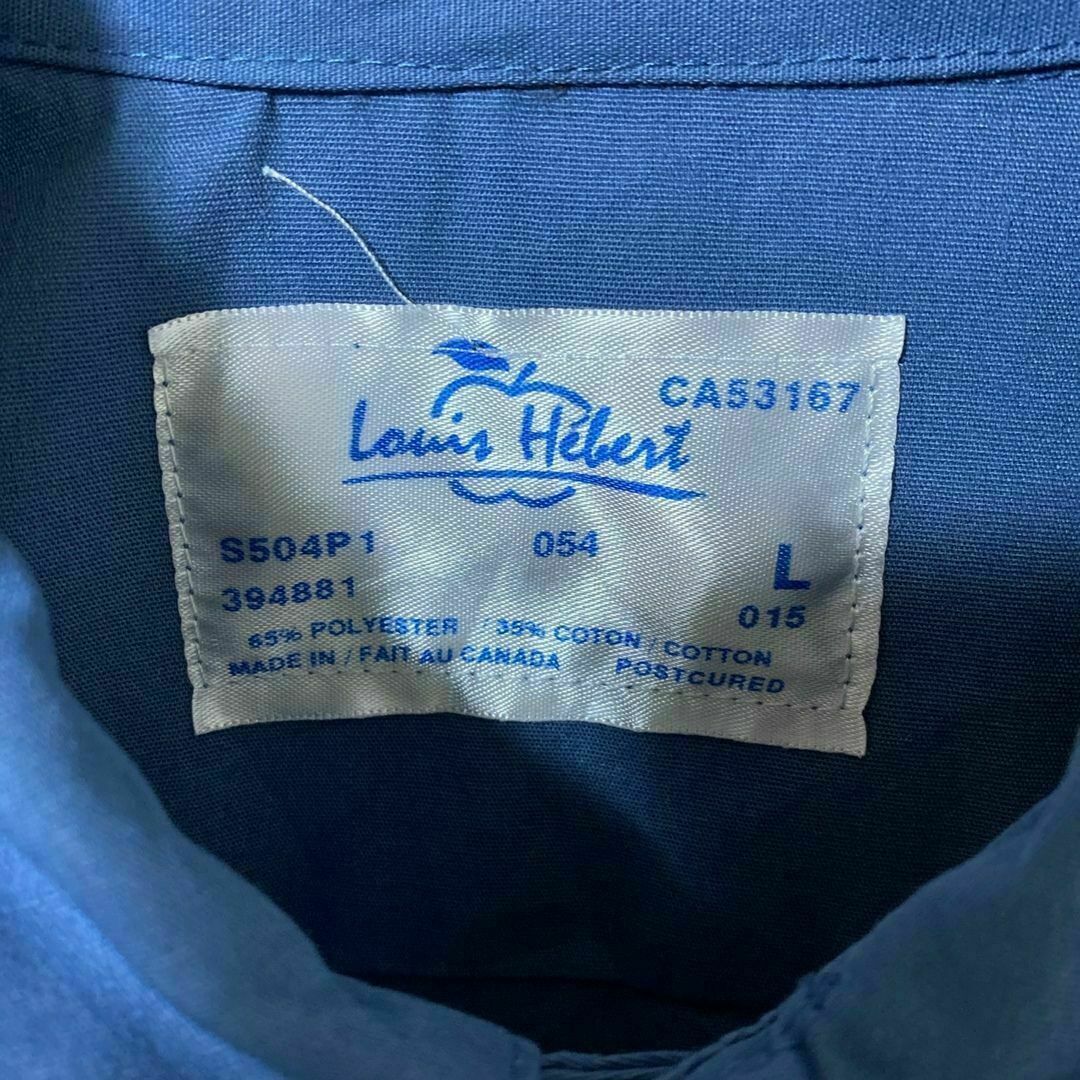 CA53167
Louis Hébert
S504P1 054 L
394881 015
65% POLYESTER 35% COTON / COTTON
MADE IN / FAIT AU CANADA POSTCURED